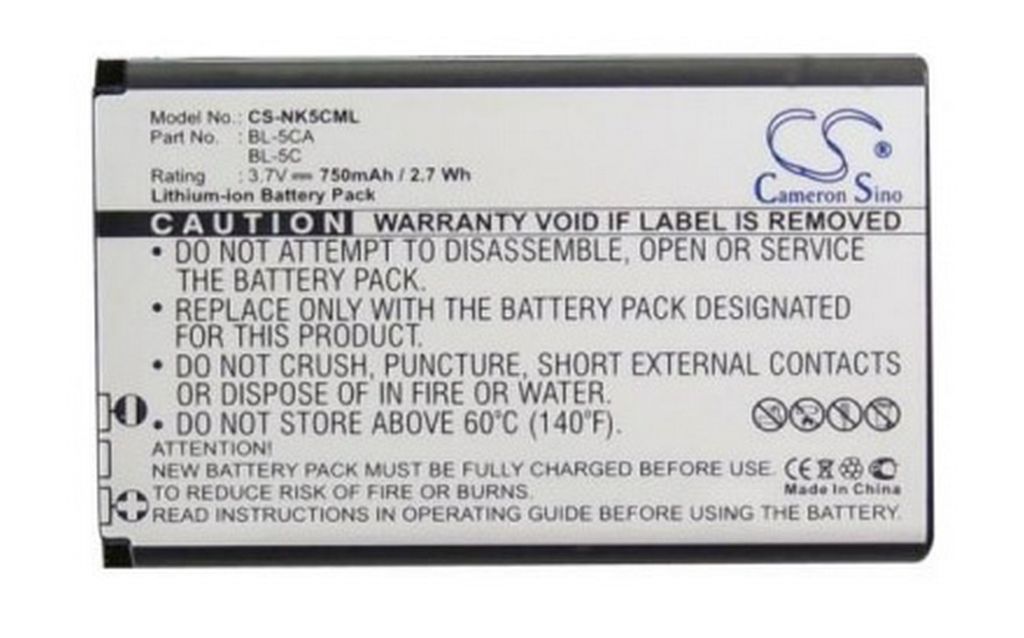 Model No.: CS-NK5CML
Part No. : BL-5CA
BL-5C
Rating : 3.7V⎓ 750mAh / 2.7 Wh
Lithium-ion Battery Pack
CS ®
Cameron Sino
CAUTION WARRANTY VOID IF LABEL IS REMOVED
• DO NOT ATTEMPT TO DISASSEMBLE, OPEN OR SERVICE
THE BATTERY PACK.
• REPLACE ONLY WITH THE BATTERY PACK DESIGNATED
FOR THIS PRODUCT.
• DO NOT CRUSH, PUNCTURE, SHORT EXTERNAL CONTACTS
OR DISPOSE OF IN FIRE OR WATER.
• DO NOT STORE ABOVE 60°C (140°F).
ATTENTION!
NEW BATTERY PACK MUST BE FULLY CHARGED BEFORE USE. CE
TO REDUCE RISK OF FIRE OR BURNS. Made In China
READ INSTRUCTIONS IN OPERATING GUIDE BEFORE USING THE BATTERY.